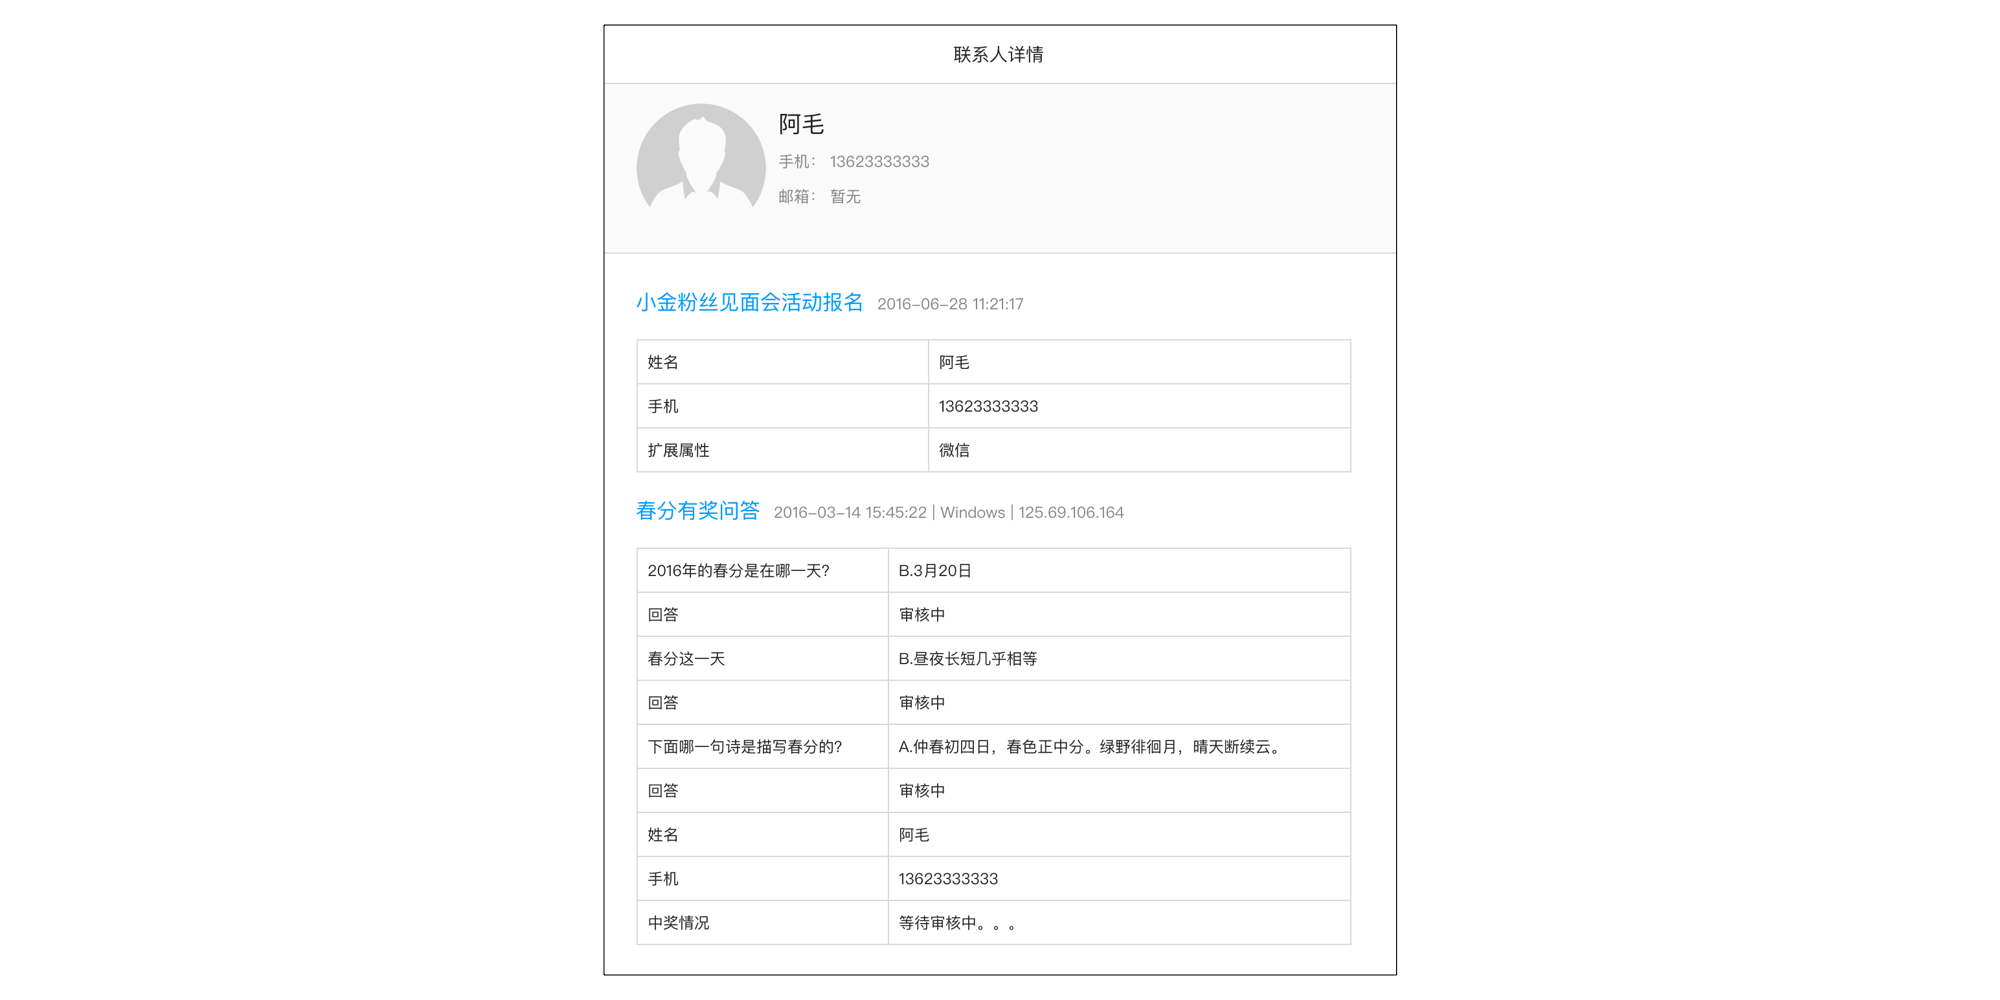 联系人详情
阿毛
手机： 13623333333
邮箱： 暂无
小金粉丝见面会活动报名 2016-06-28 11:21:17
姓名 阿毛
手机 13623333333
扩展属性 微信
春分有奖问答 2016-03-14 15:45:22 | Windows | 125.69.106.164
2016年的春分是在哪一天? B.3月20日
回答 审核中
春分这一天 B.昼夜长短几乎相等
回答 审核中
下面哪一句诗是描写春分的? A.仲春初四日，春色正中分。绿野徘徊月，晴天断续云。
回答 审核中
姓名 阿毛
手机 13623333333
中奖情况 等待审核中。。。